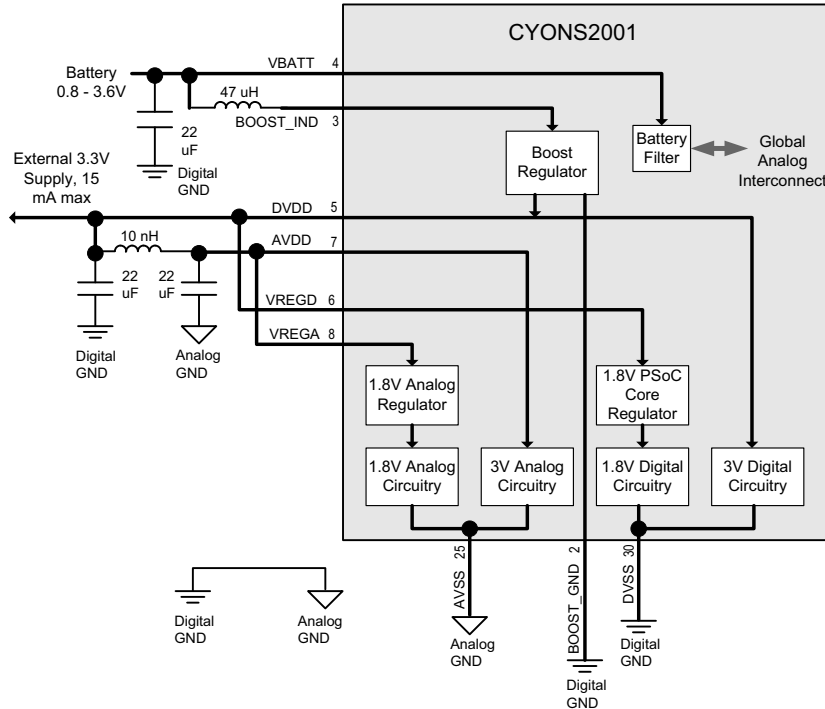 CYONS2001
Battery
0.8 - 3.6V
VBATT 4
47 uH
BOOST_IND 3
22
uF
Digital
GND
Boost
Regulator
Battery
Filter
Global
Analog
Interconnect
External 3.3V
Supply, 15
mA max
DVDD 5
10 nH
AVDD 7
22
uF
22
uF
Digital
GND
Analog
GND
VREGD 6
VREGA 8
1.8V Analog
Regulator
1.8V PSoC
Core
Regulator
1.8V Analog
Circuitry
3V Analog
Circuitry
1.8V Digital
Circuitry
3V Digital
Circuitry
AVSS 25
BOOST_GND 2
DVSS 30
Digital
GND
Analog
GND
Analog
GND
Digital
GND
Digital
GND